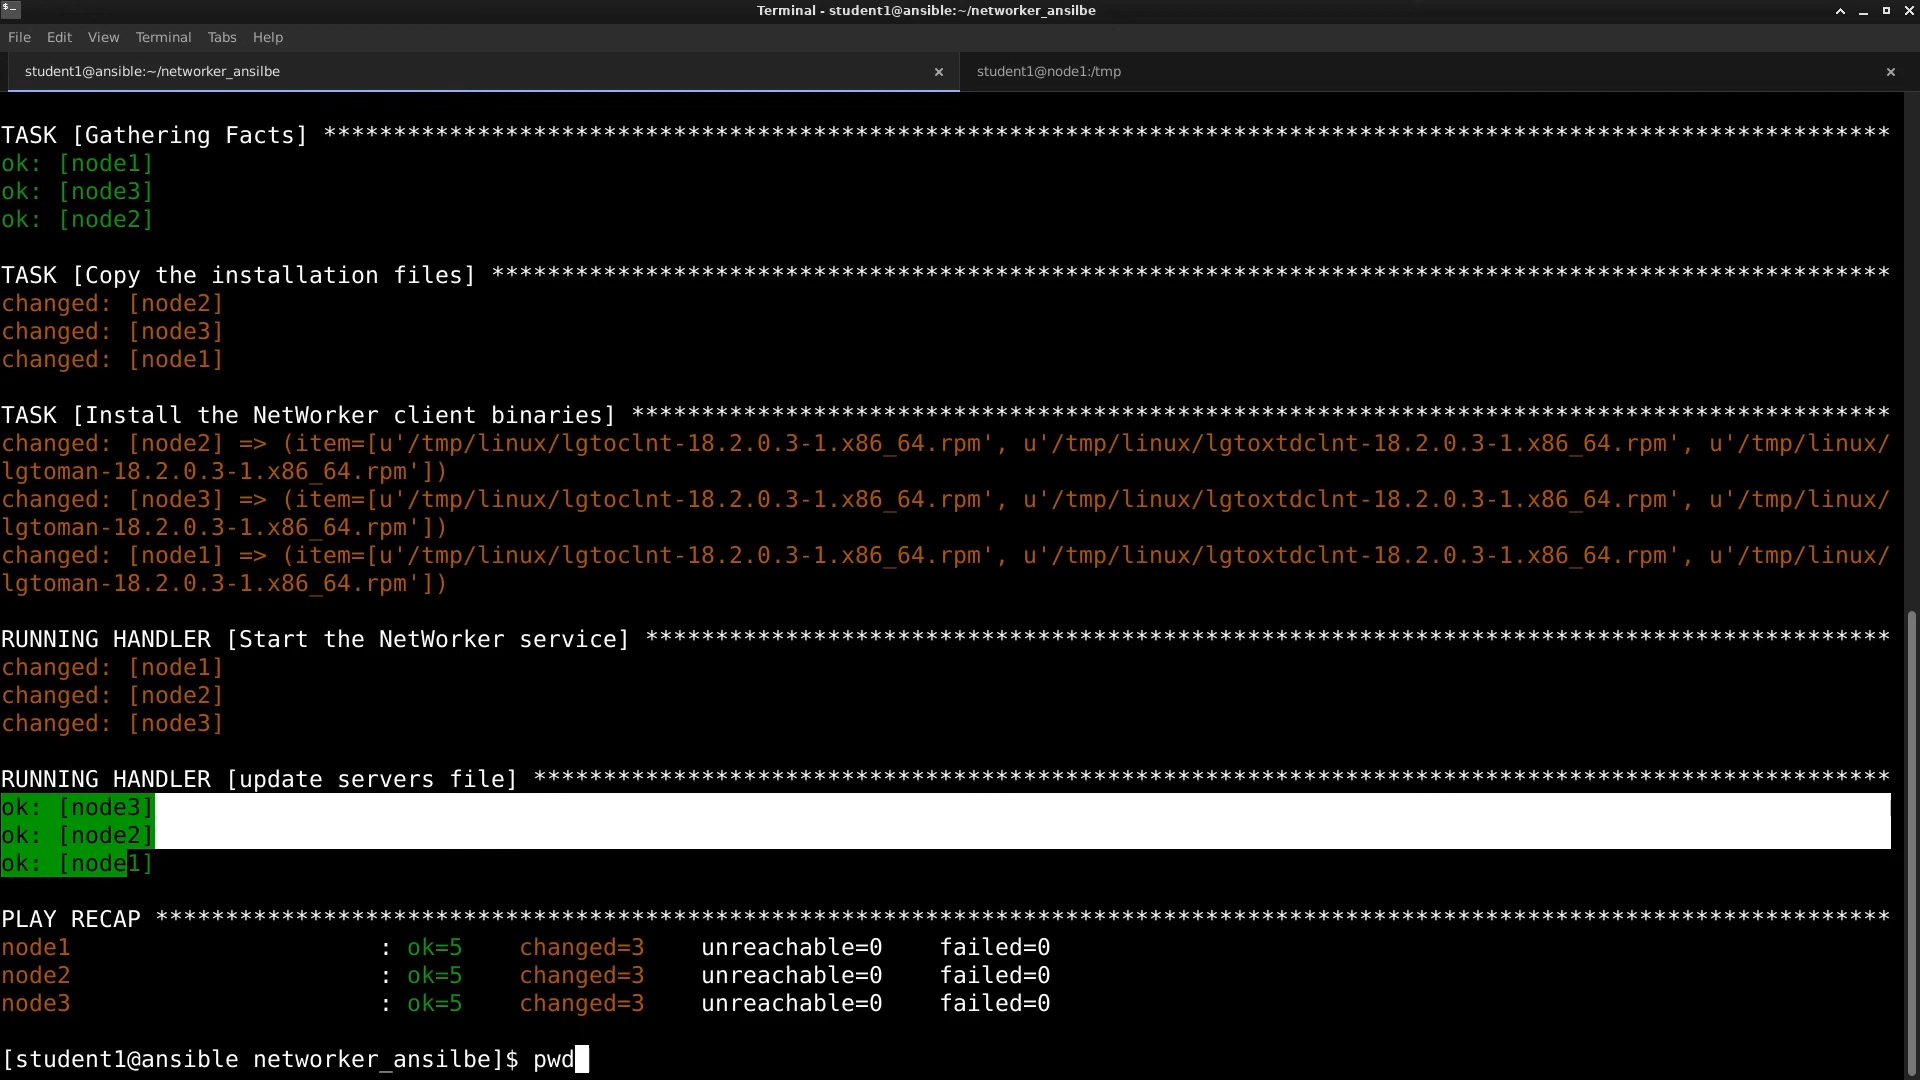 Terminal - student1@ansible:~/networker_ansilbe
File Edit View Terminal Tabs Help
student1@ansible:~/networker_ansilbe × student1@node1:/tmp ×
TASK [Gathering Facts] ****************************************************************************************************************
ok: [node1]
ok: [node3]
ok: [node2]
TASK [Copy the installation files] ****************************************************************************************************
changed: [node2]
changed: [node3]
changed: [node1]
TASK [Install the NetWorker client binaries] ******************************************************************************************
changed: [node2] => (item=[u'/tmp/linux/lgtoclnt-18.2.0.3-1.x86_64.rpm', u'/tmp/linux/lgtoxtdclnt-18.2.0.3-1.x86_64.rpm', u'/tmp/linux/
lgtoman-18.2.0.3-1.x86_64.rpm'])
changed: [node3] => (item=[u'/tmp/linux/lgtoclnt-18.2.0.3-1.x86_64.rpm', u'/tmp/linux/lgtoxtdclnt-18.2.0.3-1.x86_64.rpm', u'/tmp/linux/
lgtoman-18.2.0.3-1.x86_64.rpm'])
changed: [node1] => (item=[u'/tmp/linux/lgtoclnt-18.2.0.3-1.x86_64.rpm', u'/tmp/linux/lgtoxtdclnt-18.2.0.3-1.x86_64.rpm', u'/tmp/linux/
lgtoman-18.2.0.3-1.x86_64.rpm'])
RUNNING HANDLER [Start the NetWorker service] *****************************************************************************************
changed: [node1]
changed: [node2]
changed: [node3]
RUNNING HANDLER [update servers file] *************************************************************************************************
ok: [node3]
ok: [node2]
ok: [node1]
PLAY RECAP ****************************************************************************************************************************
node1 : ok=5 changed=3 unreachable=0 failed=0
node2 : ok=5 changed=3 unreachable=0 failed=0
node3 : ok=5 changed=3 unreachable=0 failed=0
[student1@ansible networker_ansilbe]$ pwd